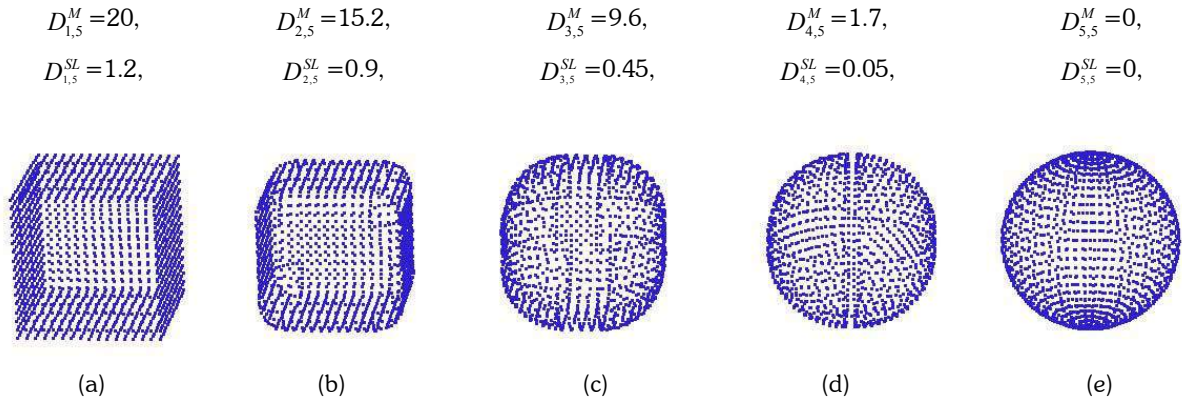 D^M_{1,5}=20, D^M_{2,5}=15.2, D^M_{3,5}=9.6, D^M_{4,5}=1.7, D^M_{5,5}=0,
D^{SL}_{1,5}=1.2, D^{SL}_{2,5}=0.9, D^{SL}_{3,5}=0.45, D^{SL}_{4,5}=0.05, D^{SL}_{5,5}=0,
(a) (b) (c) (d) (e)